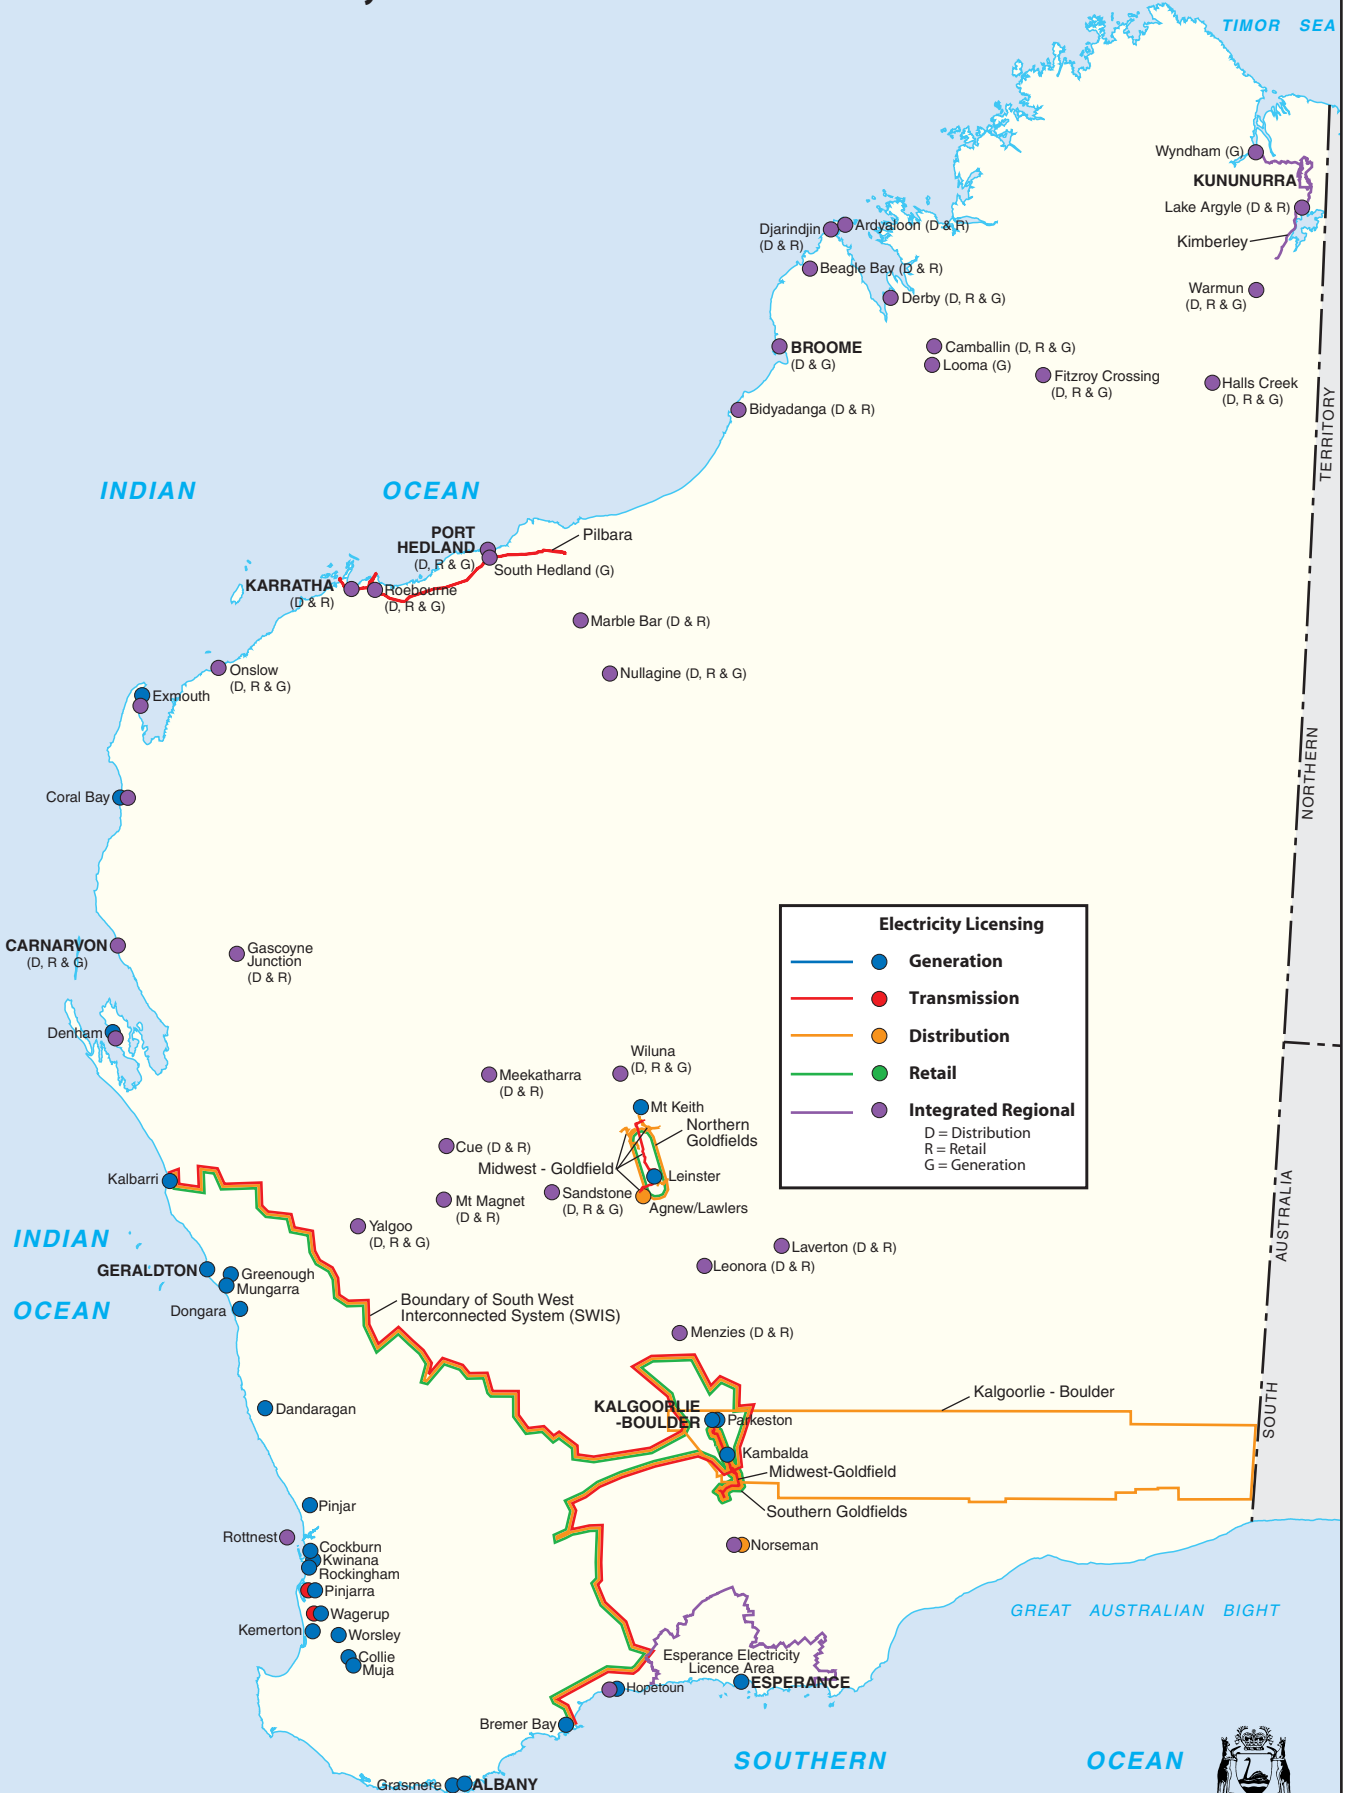 TIMOR SEA
Wyndham (G)
KUNUNURRA
Lake Argyle (D & R)
Kimberley
Djarindjin
(D & R)
Ardyaloon (D & R)
Beagle Bay (D & R)
Derby (D, R & G)
Warmun
(D, R & G)
BROOME
(D & G)
Camballin (D, R & G)
Looma (G)
Fitzroy Crossing
(D, R & G)
Halls Creek
(D, R & G)
Bidyadanga (D & R)
TERRITORY
INDIAN OCEAN
PORT
HEDLAND
(D, R & G)
Pilbara
South Hedland (G)
KARRATHA
(D & R)
Roebourne
(D, R & G)
Marble Bar (D & R)
Onslow
(D, R & G)
Nullagine (D, R & G)
Exmouth
NORTHERN
Coral Bay
CARNARVON
(D, R & G)
Gascoyne
Junction
(D & R)
Electricity Licensing
Generation
Transmission
Distribution
Retail
Integrated Regional
D = Distribution
R = Retail
G = Generation
Denham
Meekatharra
(D & R)
Wiluna
(D, R & G)
Mt Keith
Northern
Goldfields
Cue (D & R)
Midwest - Goldfield
Leinster
Kalbarri
Mt Magnet
(D & R)
Sandstone
(D, R & G)
Agnew/Lawlers
Yalgoo
(D, R & G)
AUSTRALIA
INDIAN
OCEAN
GERALDTON
Greenough
Mungarra
Dongara
Laverton (D & R)
Leonora (D & R)
Boundary of South West
Interconnected System (SWIS)
Menzies (D & R)
Kalgoorlie - Boulder
SOUTH
Dandaragan
KALGOORLIE
-BOULDER
Parkeston
Kambalda
Midwest-Goldfield
Southern Goldfields
Pinjar
Rottnest
Cockburn
Kwinana
Rockingham
Pinjarra
Wagerup
Kemerton
Worsley
Collie
Muja
Norseman
GREAT AUSTRALIAN BIGHT
Esperance Electricity
Licence Area
ESPERANCE
Hopetoun
Bremer Bay
SOUTHERN OCEAN
Grasmere
ALBANY